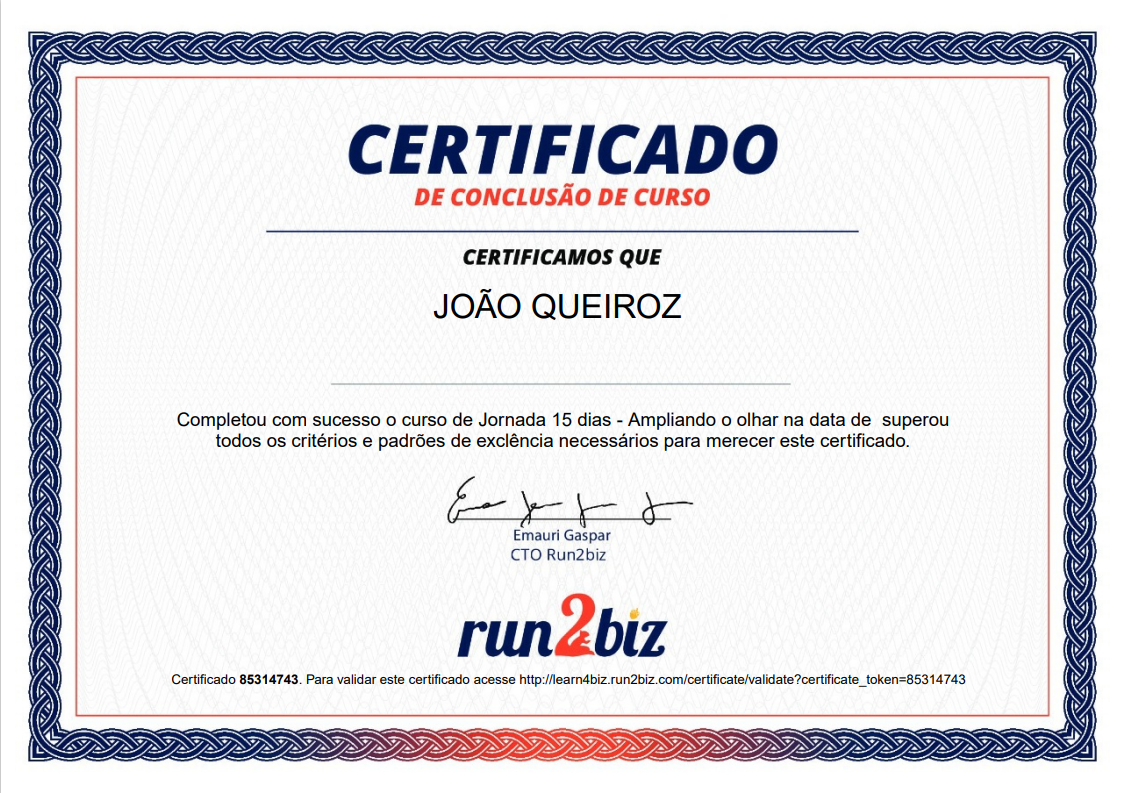 CERTIFICADO
DE CONCLUSÃO DE CURSO
CERTIFICAMOS QUE
JOÃO QUEIROZ
Completou com sucesso o curso de Jornada 15 dias - Ampliando o olhar na data de  superou
todos os critérios e padrões de exclência necessários para merecer este certificado.
Emauri Gaspar
CTO Run2biz
run2biz
Certificado 85314743. Para validar este certificado acesse http://learn4biz.run2biz.com/certificate/validate?certificate_token=85314743